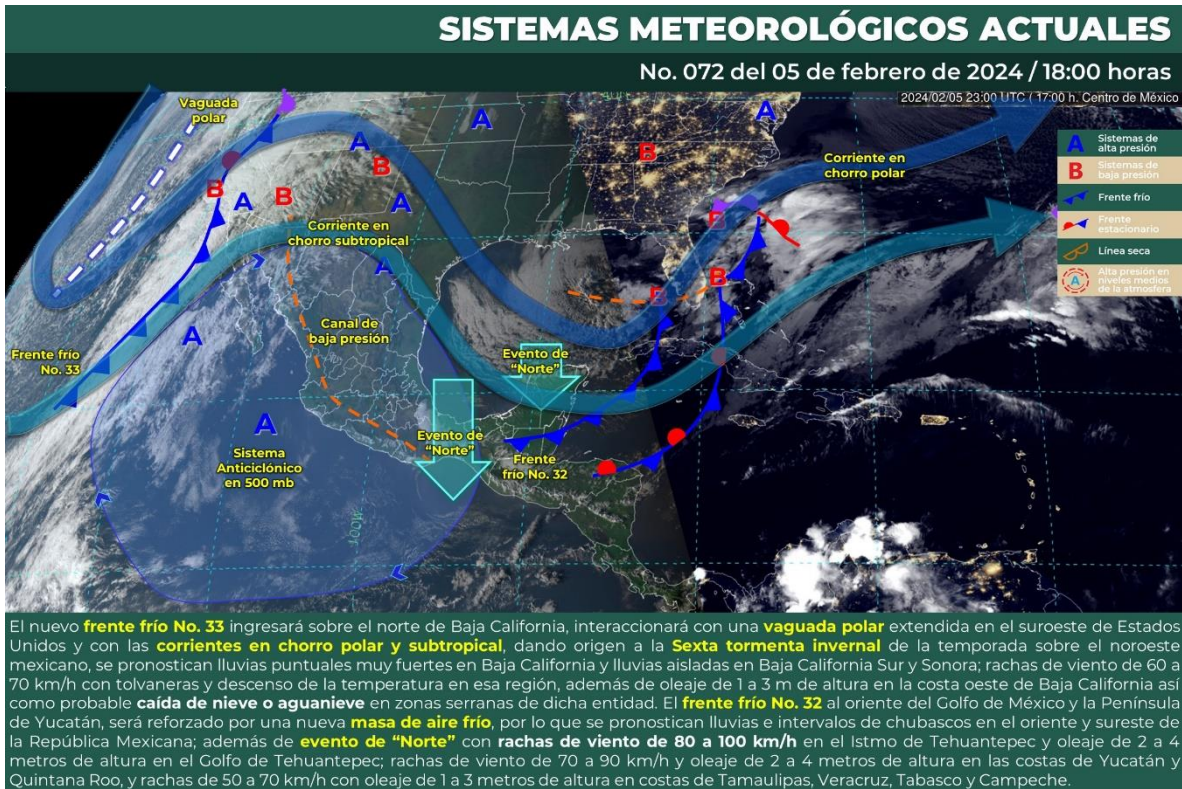 SISTEMAS METEOROLÓGICOS ACTUALES
No. 072 del 05 de febrero de 2024 / 18:00 horas
2024/02/05 23:00 UTC ( 17:00 h. Centro de México
Vaguada
polar
A
A
A
B
B
A
B
A
B
A
Corriente en
chorro polar
Corriente en
chorro subtropical
A
B
B
B
A
Canal de
baja presión
Frente frío
No. 33
Evento de
"Norte"
A
Sistema
Anticiclónico
en 500 mb
Evento de
"Norte"
Frente
frío No. 32
A
Sistemas de
alta presión
B
Sistemas de
baja presión
Frente frío
Frente
estacionario
Línea seca
A
Alta presión en
niveles medios
de la atmosfera
El nuevo frente frío No. 33 ingresará sobre el norte de Baja California, interaccionará con una vaguada polar extendida en el suroeste de Estados
Unidos y con las corrientes en chorro polar y subtropical, dando origen a la Sexta tormenta invernal de la temporada sobre el noroeste
mexicano, se pronostican lluvias puntuales muy fuertes en Baja California y lluvias aisladas en Baja California Sur y Sonora; rachas de viento de 60 a
70 km/h con tolvaneras y descenso de la temperatura en esa región, además de oleaje de 1 a 3 m de altura en la costa oeste de Baja California así
como probable caída de nieve o aguanieve en zonas serranas de dicha entidad. El frente frío No. 32 al oriente del Golfo de México y la Península
de Yucatán, será reforzado por una nueva masa de aire frío, por lo que se pronostican lluvias e intervalos de chubascos en el oriente y sureste de
la República Mexicana; además de evento de "Norte" con rachas de viento de 80 a 100 km/h en el Istmo de Tehuantepec y oleaje de 2 a 4
metros de altura en el Golfo de Tehuantepec; rachas de viento de 70 a 90 km/h y oleaje de 2 a 4 metros de altura en las costas de Yucatán y
Quintana Roo, y rachas de 50 a 70 km/h con oleaje de 1 a 3 metros de altura en costas de Tamaulipas, Veracruz, Tabasco y Campeche.